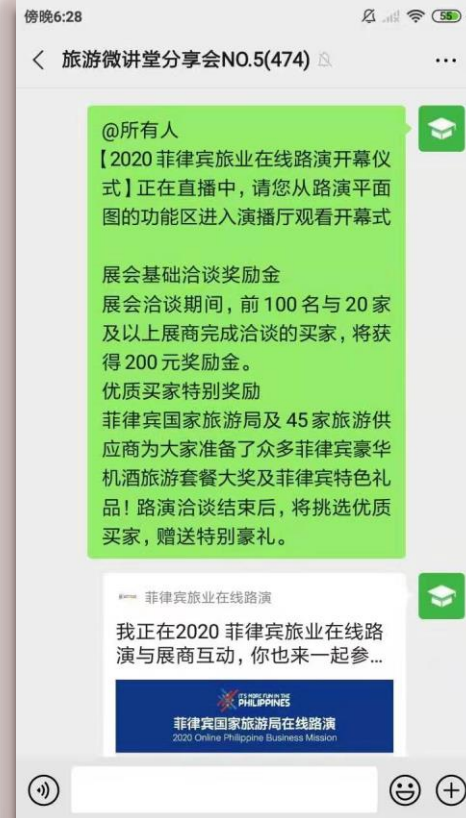 傍晚6:28
55
旅游微讲堂分享会NO.5(474)
@所有人
【2020 菲律宾旅业在线路演开幕仪
式】正在直播中，请您从路演平面
图的功能区进入演播厅观看开幕式
展会基础洽谈奖励金
展会洽谈期间，前 100 名与 20 家
及以上展商完成洽谈的买家，将获
得 200 元奖励金。
优质买家特别奖励
菲律宾国家旅游局及 45 家旅游供
应商为大家准备了众多菲律宾豪华
机酒旅游套餐大奖及菲律宾特色礼
品！路演洽谈结束后，将挑选优质
买家，赠送特别豪礼。
菲律宾旅业在线路演
我正在2020 菲律宾旅业在线路
演与展商互动，你也来一起参...
IT'S MORE FUN IN THE
PHILIPPINES
菲律宾国家旅游局在线路演
2020 Online Philippine Business Mission